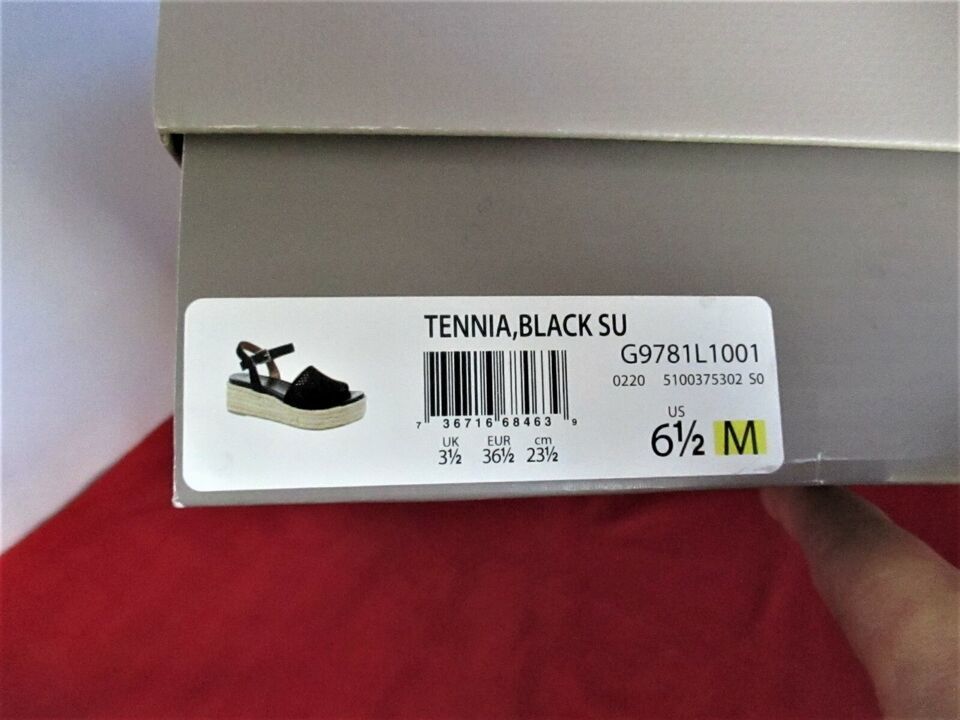 TENNIA,BLACK SU
G9781L1001
0220 5100375302 S0
7 36716 68463 9
UK EUR cm
3½ 36½ 23½
US
6½ M